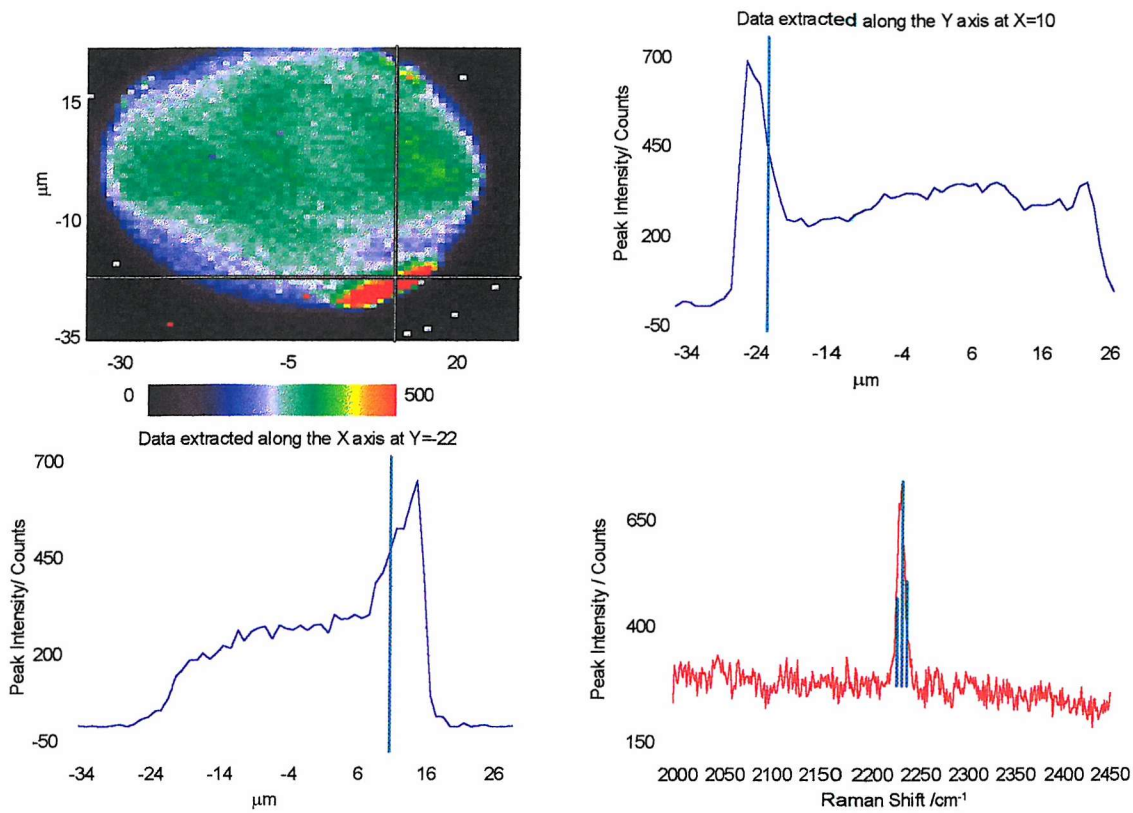 15
μm
-10
-35
-30 -5 20
0 500
Data extracted along the Y axis at X=10
700
450
200
-50
Peak Intensity/ Counts
-34 -24 -14 -4 6 16 26
μm
Data extracted along the X axis at Y=-22
700
450
200
-50
Peak Intensity/ Counts
-34 -24 -14 -4 6 16 26
μm
650
400
150
Peak Intensity / Counts
2000 2050 2100 2150 2200 2250 2300 2350 2400 2450
Raman Shift /cm⁻¹